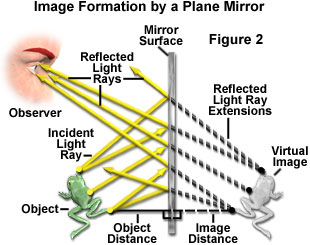 Image Formation by a Plane Mirror
Mirror
Surface
Figure 2
Reflected
Light
Rays
Reflected
Light Ray
Extensions
Observer
Incident
Light
Ray
Virtual
Image
Object
Object
Distance
Image
Distance